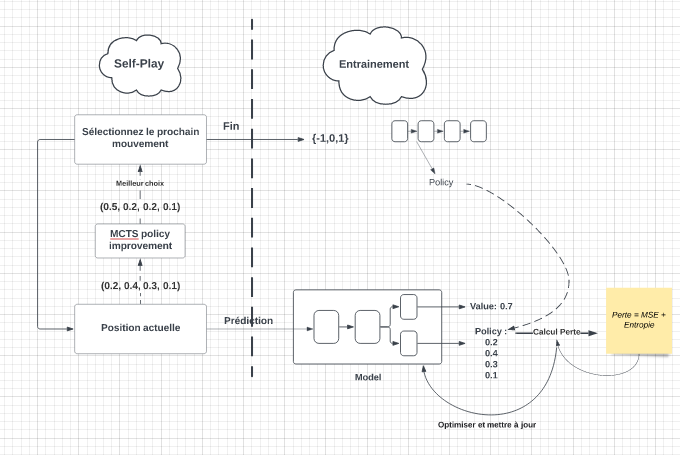 Self-Play
Entrainement
Sélectionnez le prochain
mouvement
Fin
{-1,0,1}
Meilleur choix
Policy
(0.5, 0.2, 0.2, 0.1)
MCTS policy
improvement
(0.2, 0.4, 0.3, 0.1)
Position actuelle
Prédiction
Value: 0.7
Policy :
0.2
0.4
0.3
0.1
Calcul Perte
Perte = MSE +
Entropie
Model
Optimiser et mettre à jour